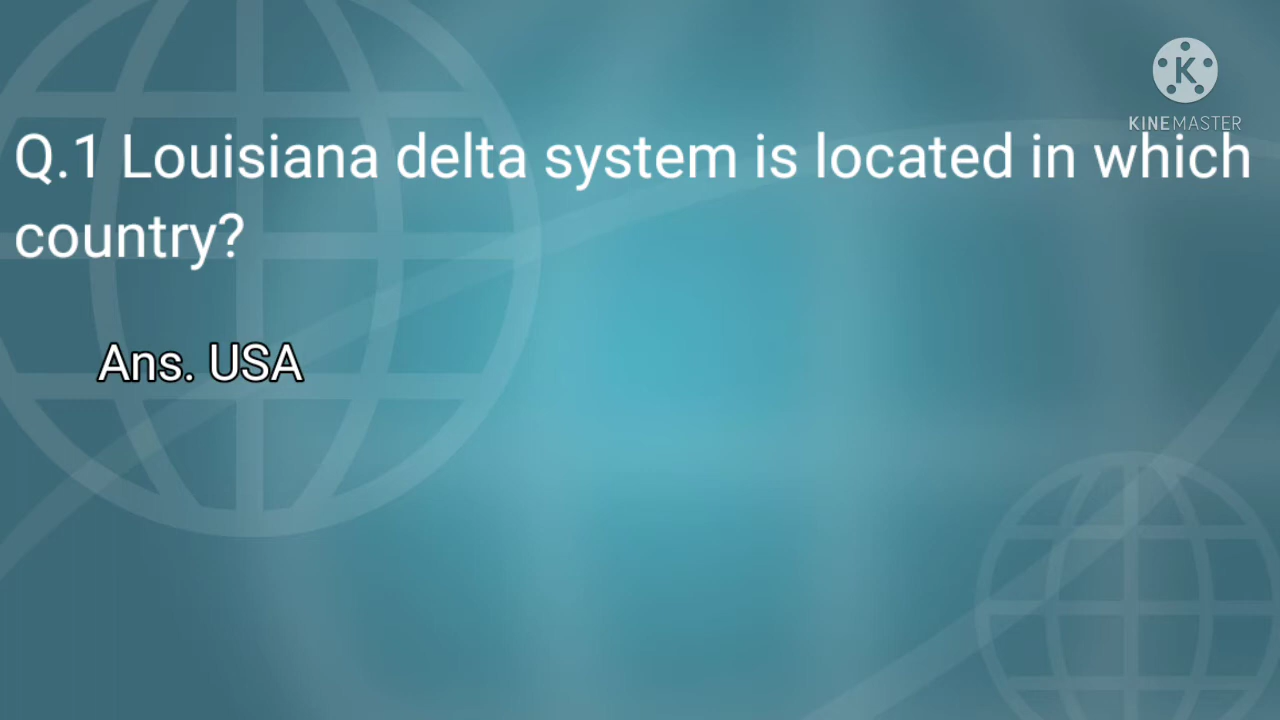 KINEMASTER
Q.1 Louisiana delta system is located in which
country?
Ans. USA